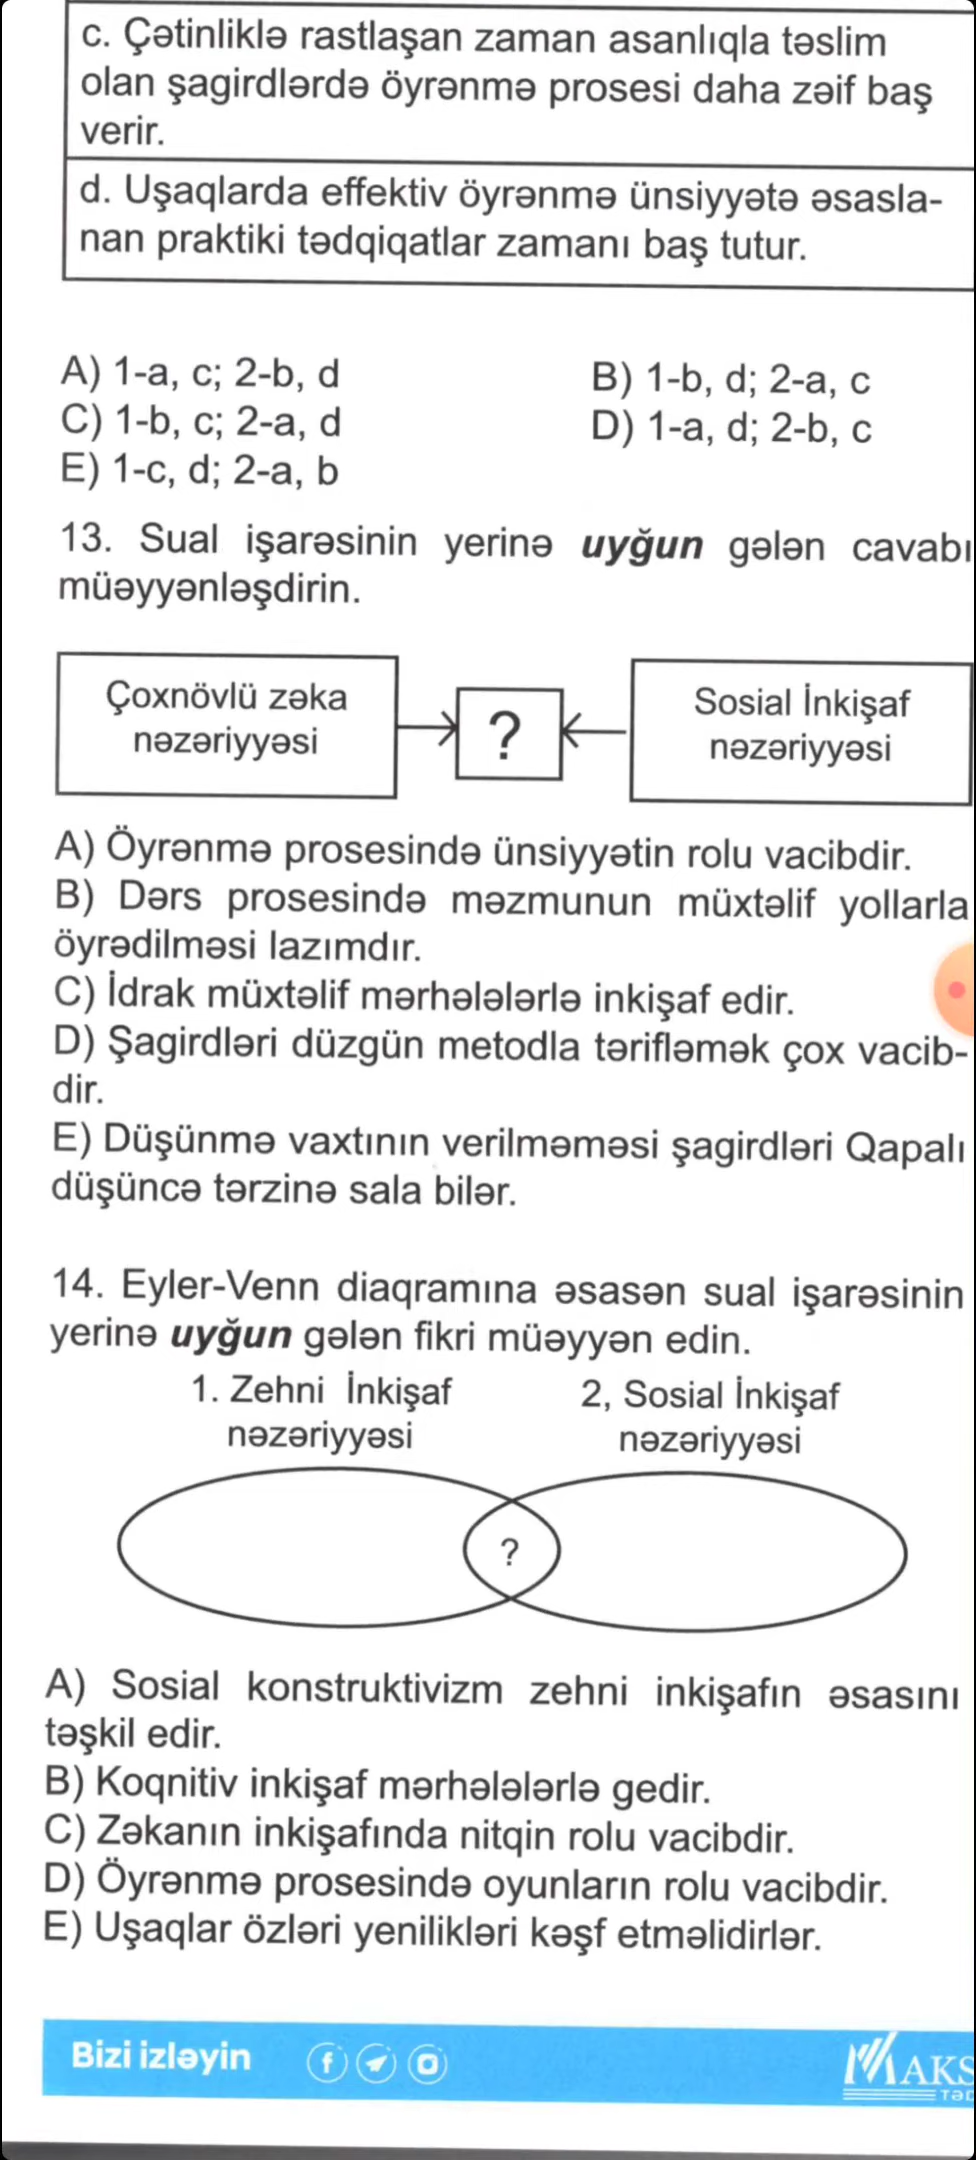 c. Çətinliklə rastlaşan zaman asanlıqla təslim
olan şagirdlərdə öyrənmə prosesi daha zəif baş
verir.
d. Uşaqlarda effektiv öyrənmə ünsiyyətə əsasla-
nan praktiki tədqiqatlar zamanı baş tutur.
A) 1-a, c; 2-b, d
B) 1-b, d; 2-a, c
C) 1-b, c; 2-a, d
D) 1-a, d; 2-b, c
E) 1-c, d; 2-a, b
13. Sual işarəsinin yerinə uyğun gələn cavabı
müəyyənləşdirin.
Çoxnövlü zəka
nəzəriyyəsi
?
Sosial İnkişaf
nəzəriyyəsi
A) Öyrənmə prosesində ünsiyyətin rolu vacibdir.
B) Dərs prosesində məzmunun müxtəlif yollarla
öyrədilməsi lazımdır.
C) İdrak müxtəlif mərhələlərlə inkişaf edir.
D) Şagirdləri düzgün metodla tərifləmək çox vacib-
dir.
E) Düşünmə vaxtının verilməməsi şagirdləri Qapalı
düşüncə tərzinə sala bilər.
14. Eyler-Venn diaqramına əsasən sual işarəsinin
yerinə uyğun gələn fikri müəyyən edin.
1. Zehni İnkişaf
nəzəriyyəsi
2, Sosial İnkişaf
nəzəriyyəsi
?
A) Sosial konstruktivizm zehni inkişafın əsasını
təşkil edir.
B) Koqnitiv inkişaf mərhələlərlə gedir.
C) Zəkanın inkişafında nitqin rolu vacibdir.
D) Öyrənmə prosesində oyunların rolu vacibdir.
E) Uşaqlar özləri yenilikləri kəşf etməlidirlər.
Bizi izləyin
MAKS
TƏD